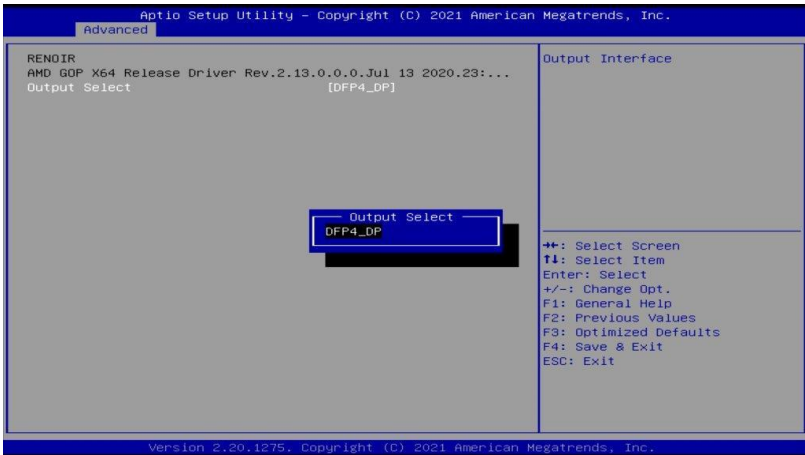 Aptio Setup Utility – Copyright (C) 2021 American Megatrends, Inc.
Advanced
RENOIR
AMD GOP X64 Release Driver Rev.2.13.0.0.0.Jul 13 2020.23:...
Output Select [DFP4_DP]
Output Select
DFP4_DP
Output Interface
→←: Select Screen
↑↓: Select Item
Enter: Select
+/-: Change Opt.
F1: General Help
F2: Previous Values
F3: Optimized Defaults
F4: Save & Exit
ESC: Exit
Version 2.20.1275. Copyright (C) 2021 American Megatrends, Inc.